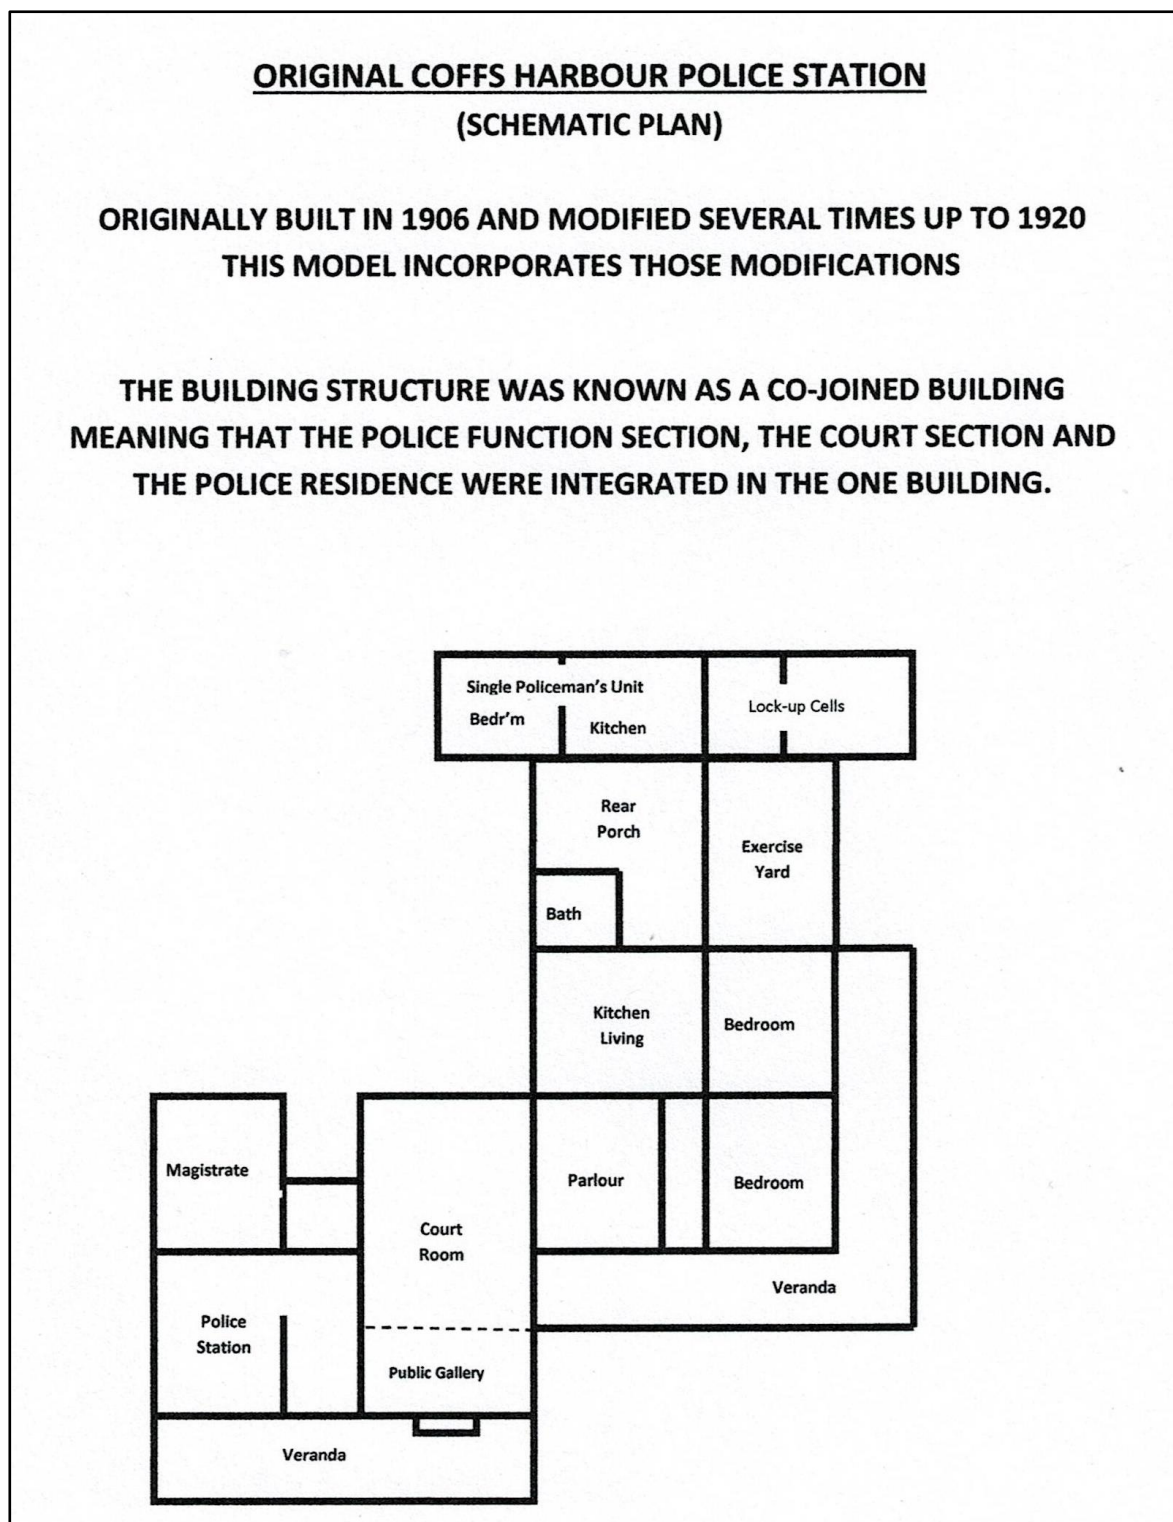 ORIGINAL COFFS HARBOUR POLICE STATION
(SCHEMATIC PLAN)
ORIGINALLY BUILT IN 1906 AND MODIFIED SEVERAL TIMES UP TO 1920
THIS MODEL INCORPORATES THOSE MODIFICATIONS
THE BUILDING STRUCTURE WAS KNOWN AS A CO-JOINED BUILDING
MEANING THAT THE POLICE FUNCTION SECTION, THE COURT SECTION AND
THE POLICE RESIDENCE WERE INTEGRATED IN THE ONE BUILDING.
Single Policeman's Unit
Bedr'm
Kitchen
Lock-up Cells
Rear
Porch
Exercise
Yard
Bath
Kitchen
Living
Bedroom
Magistrate
Parlour
Bedroom
Court
Room
Veranda
Police
Station
Public Gallery
Veranda